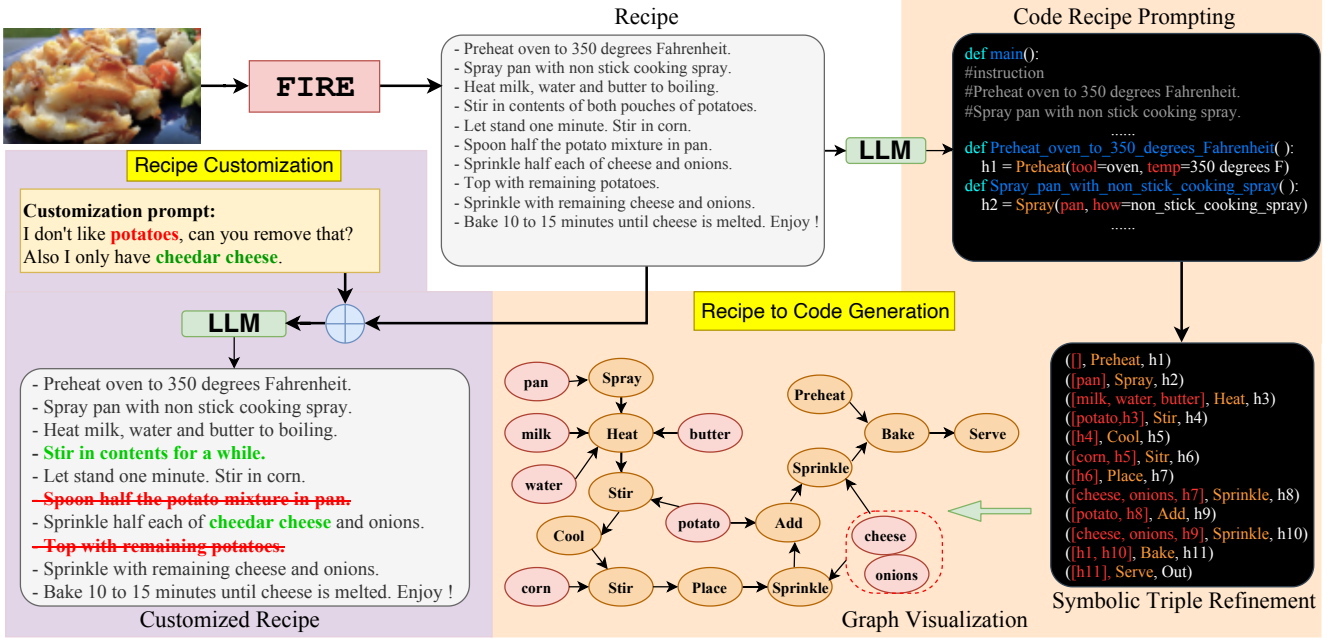 Recipe
Code Recipe Prompting
FIRE
- Preheat oven to 350 degrees Fahrenheit.
- Spray pan with non stick cooking spray.
- Heat milk, water and butter to boiling.
- Stir in contents of both pouches of potatoes.
- Let stand one minute. Stir in corn.
- Spoon half the potato mixture in pan.
- Sprinkle half each of cheese and onions.
- Top with remaining potatoes.
- Sprinkle with remaining cheese and onions.
- Bake 10 to 15 minutes until cheese is melted. Enjoy !
LLM
def main():
#instruction
#Preheat oven to 350 degrees Fahrenheit.
#Spray pan with non stick cooking spray.
......
def Preheat_oven_to_350_degrees_Fahrenheit( ):
h1 = Preheat(tool=oven, temp=350 degrees F)
def Spray_pan_with_non_stick_cooking_spray( ):
h2 = Spray(pan, how=non_stick_cooking_spray)
......
Recipe Customization
Customization prompt:
I don't like potatoes, can you remove that?
Also I only have cheedar cheese.
LLM
Recipe to Code Generation
- Preheat oven to 350 degrees Fahrenheit.
- Spray pan with non stick cooking spray.
- Heat milk, water and butter to boiling.
- Stir in contents for a while.
- Let stand one minute. Stir in corn.
- Spoon half the potato mixture in pan.
- Sprinkle half each of cheedar cheese and onions.
- Top with remaining potatoes.
- Sprinkle with remaining cheese and onions.
- Bake 10 to 15 minutes until cheese is melted. Enjoy !
Customized Recipe
pan
Spray
milk
Heat
butter
water
Stir
potato
Cool
corn
Stir
Place
Sprinkle
Add
Sprinkle
Preheat
Bake
Serve
cheese
onions
Graph Visualization
([], Preheat, h1)
([pan], Spray, h2)
([milk, water, butter], Heat, h3)
([potato,h3], Stir, h4)
([h4], Cool, h5)
([corn, h5], Sitr, h6)
([h6], Place, h7)
([cheese, onions, h7], Sprinkle, h8)
([potato, h8], Add, h9)
([cheese, onions, h9], Sprinkle, h10)
([h1, h10], Bake, h11)
([h11], Serve, Out)
Symbolic Triple Refinement